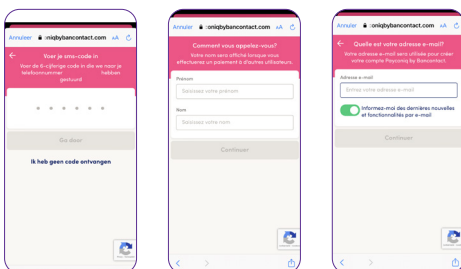 Annuleer oniqbybancontact.com AA
Voer je sms-code in
Voer de 6-cijferige code in die we naar je
telefoonnummer hebben
gestuurd
Ga door
Ik heb geen code ontvangen
Annuler oniqbybancontact.com AA
Comment vous appelez-vous?
Votre nom sera affiché lorsque vous
effectuerez un paiement à d'autres utilisateurs.
Prénom
Saisissez votre prénom
Nom
Saisissez votre nom
Continuer
Annuler oniqbybancontact.com AA
Quelle est votre adresse e-mail?
Votre adresse e-mail sera utilisée pour créer
votre compte Payconiq by Bancontact.
Adresse e-mail
Entrez votre adresse e-mail
Informez-moi des dernières nouvelles
et fonctionnalités par e-mail
Continuer